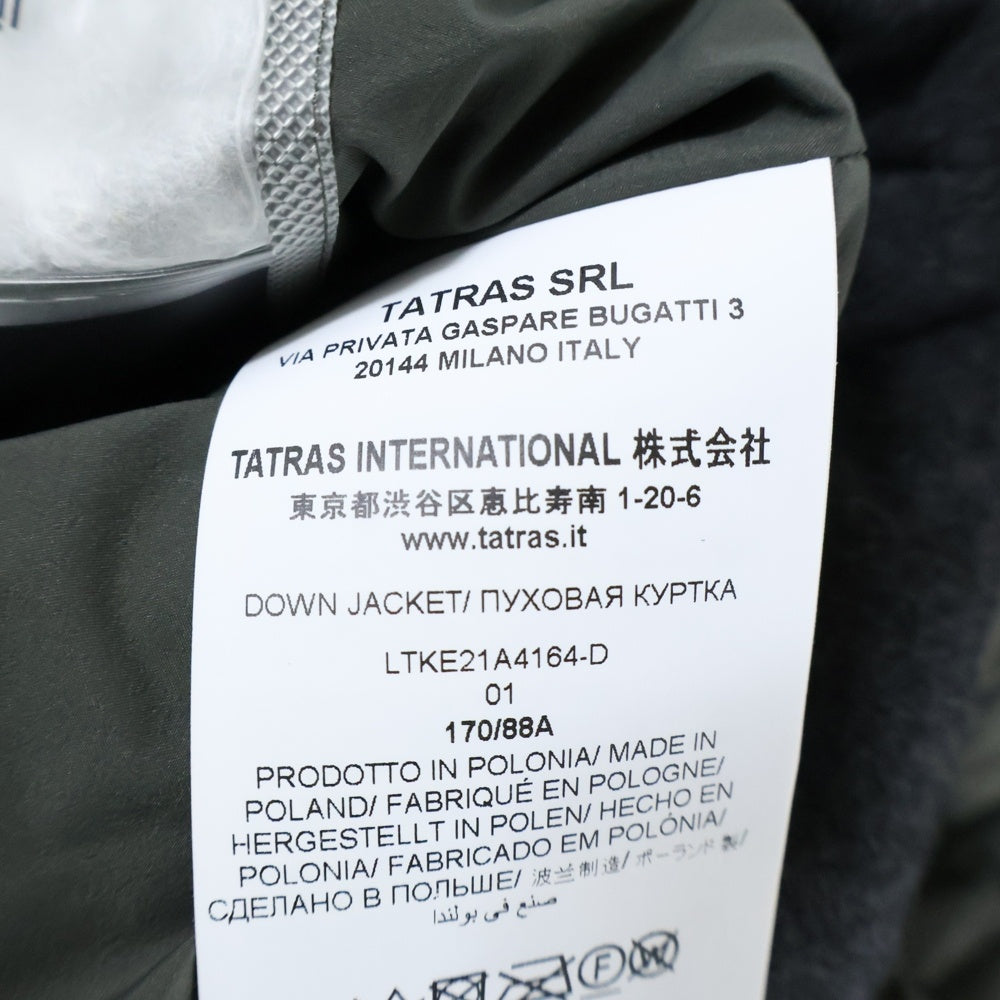 TATRAS SRL
VIA PRIVATA GASPARE BUGATTI 3
20144 MILANO ITALY
TATRAS INTERNATIONAL 株式会社
東京都渋谷区恵比寿南 1-20-6
www.tatras.it
DOWN JACKET/ ПУХОВАЯ КУРТКА
LTKE21A4164-D
01
170/88A
PRODOTTO IN POLONIA/ MADE IN
POLAND/ FABRIQUÉ EN POLOGNE/
HERGESTELLT IN POLEN/ HECHO EN
POLONIA/ FABRICADO EM POLÓNIA/
СДЕЛАНО В ПОЛЬШЕ/ 波兰制造/ ポーランド製/
صنع في بولندا
F W